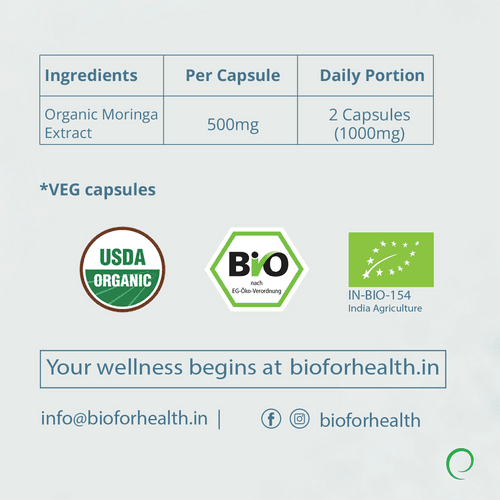 Ingredients Per Capsule Daily Portion
Organic Moringa Extract 500mg 2 Capsules (1000mg)
*VEG capsules
USDA
ORGANIC
Bio
nach
EG-Öko-Verordnung
IN-BIO-154
India Agriculture
Your wellness begins at bioforhealth.in
info@bioforhealth.in | bioforhealth